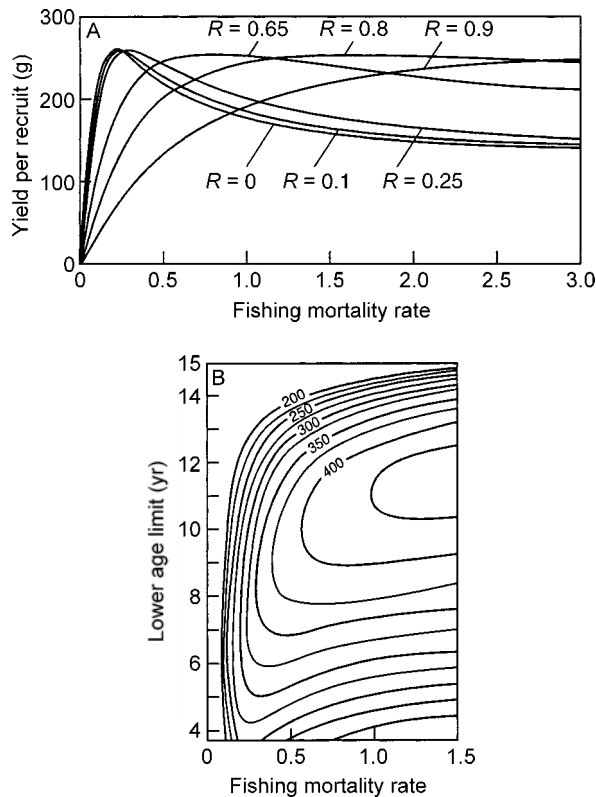 A
R = 0.65 R = 0.8 R = 0.9
R = 0 R = 0.1 R = 0.25
Yield per recruit (g)
300
200
100
0
0 0.5 1.0 1.5 2.0 2.5 3.0
Fishing mortality rate
B
200
250
300
350
400
Lower age limit (yr)
15
14
12
10
8
6
4
0 0.5 1.0 1.5
Fishing mortality rate